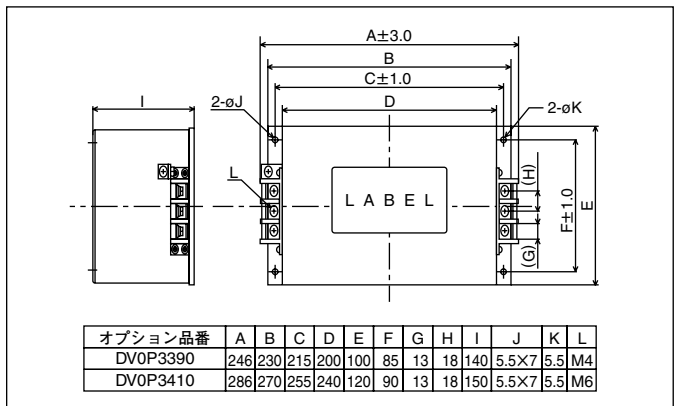 A±3.0
B
C±1.0
D
I
2-øJ
2-øK
L
LABEL
(H)
(G)
F±1.0
E
オプション品番 A B C D E F G H I J K L
DV0P3390 246 230 215 200 100 85 13 18 140 5.5×7 5.5 M4
DV0P3410 286 270 255 240 120 90 13 18 150 5.5×7 5.5 M6